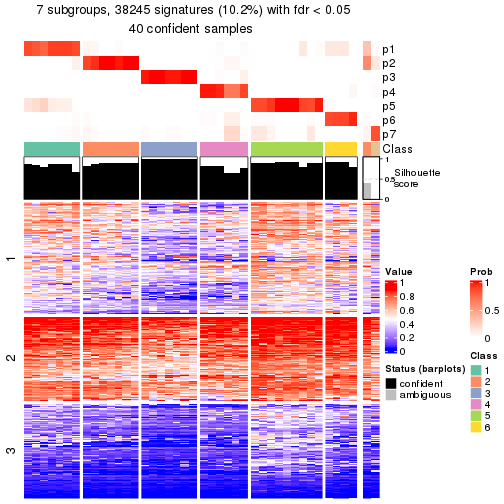 7 subgroups, 38245 signatures (10.2%) with fdr < 0.05
40 confident samples
p1
p2
p3
p4
p5
p6
p7
Class
1
0.5
0
Silhouette
score
1
2
3
Value
1
0.8
0.6
0.4
0.2
0
Status (barplots)
confident
ambiguous
Prob
1
0.5
0
Class
1
2
3
4
5
6